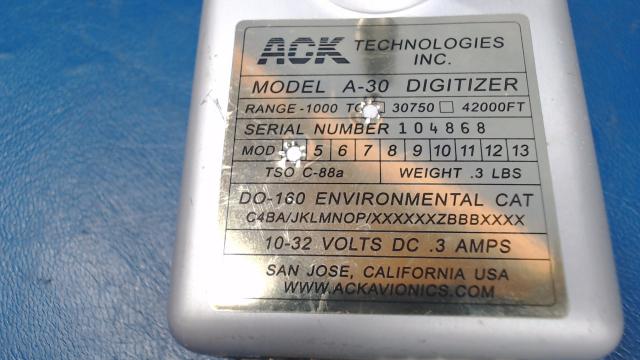 ACK TECHNOLOGIES INC.
MODEL A-30 DIGITIZER
RANGE -1000 TO 30750 42000FT
SERIAL NUMBER 104868
MOD 5 6 7 8 9 10 11 12 13
TSO C-88a WEIGHT .3 LBS
DO-160 ENVIRONMENTAL CAT
C4BA/JKLMNOP/XXXXXXZBBBXXXX
10-32 VOLTS DC .3 AMPS
SAN JOSE, CALIFORNIA USA
WWW.ACKAVIONICS.COM